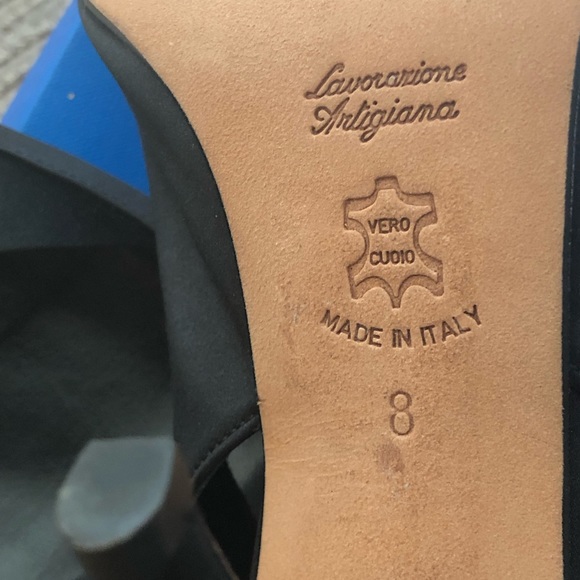 Lavorazione
Artigiana
VERO
CUOIO
MADE IN ITALY
8